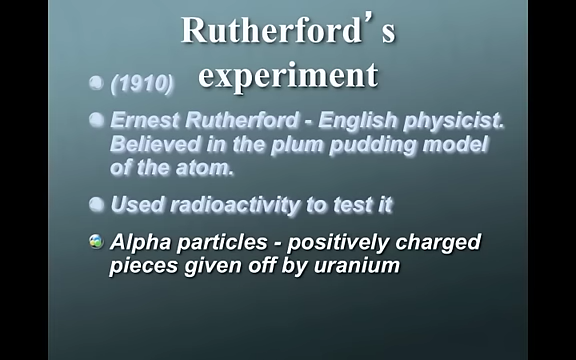 Rutherford’s
experiment
(1910)
Ernest Rutherford - English physicist.
Believed in the plum pudding model
of the atom.
Used radioactivity to test it
Alpha particles - positively charged
pieces given off by uranium